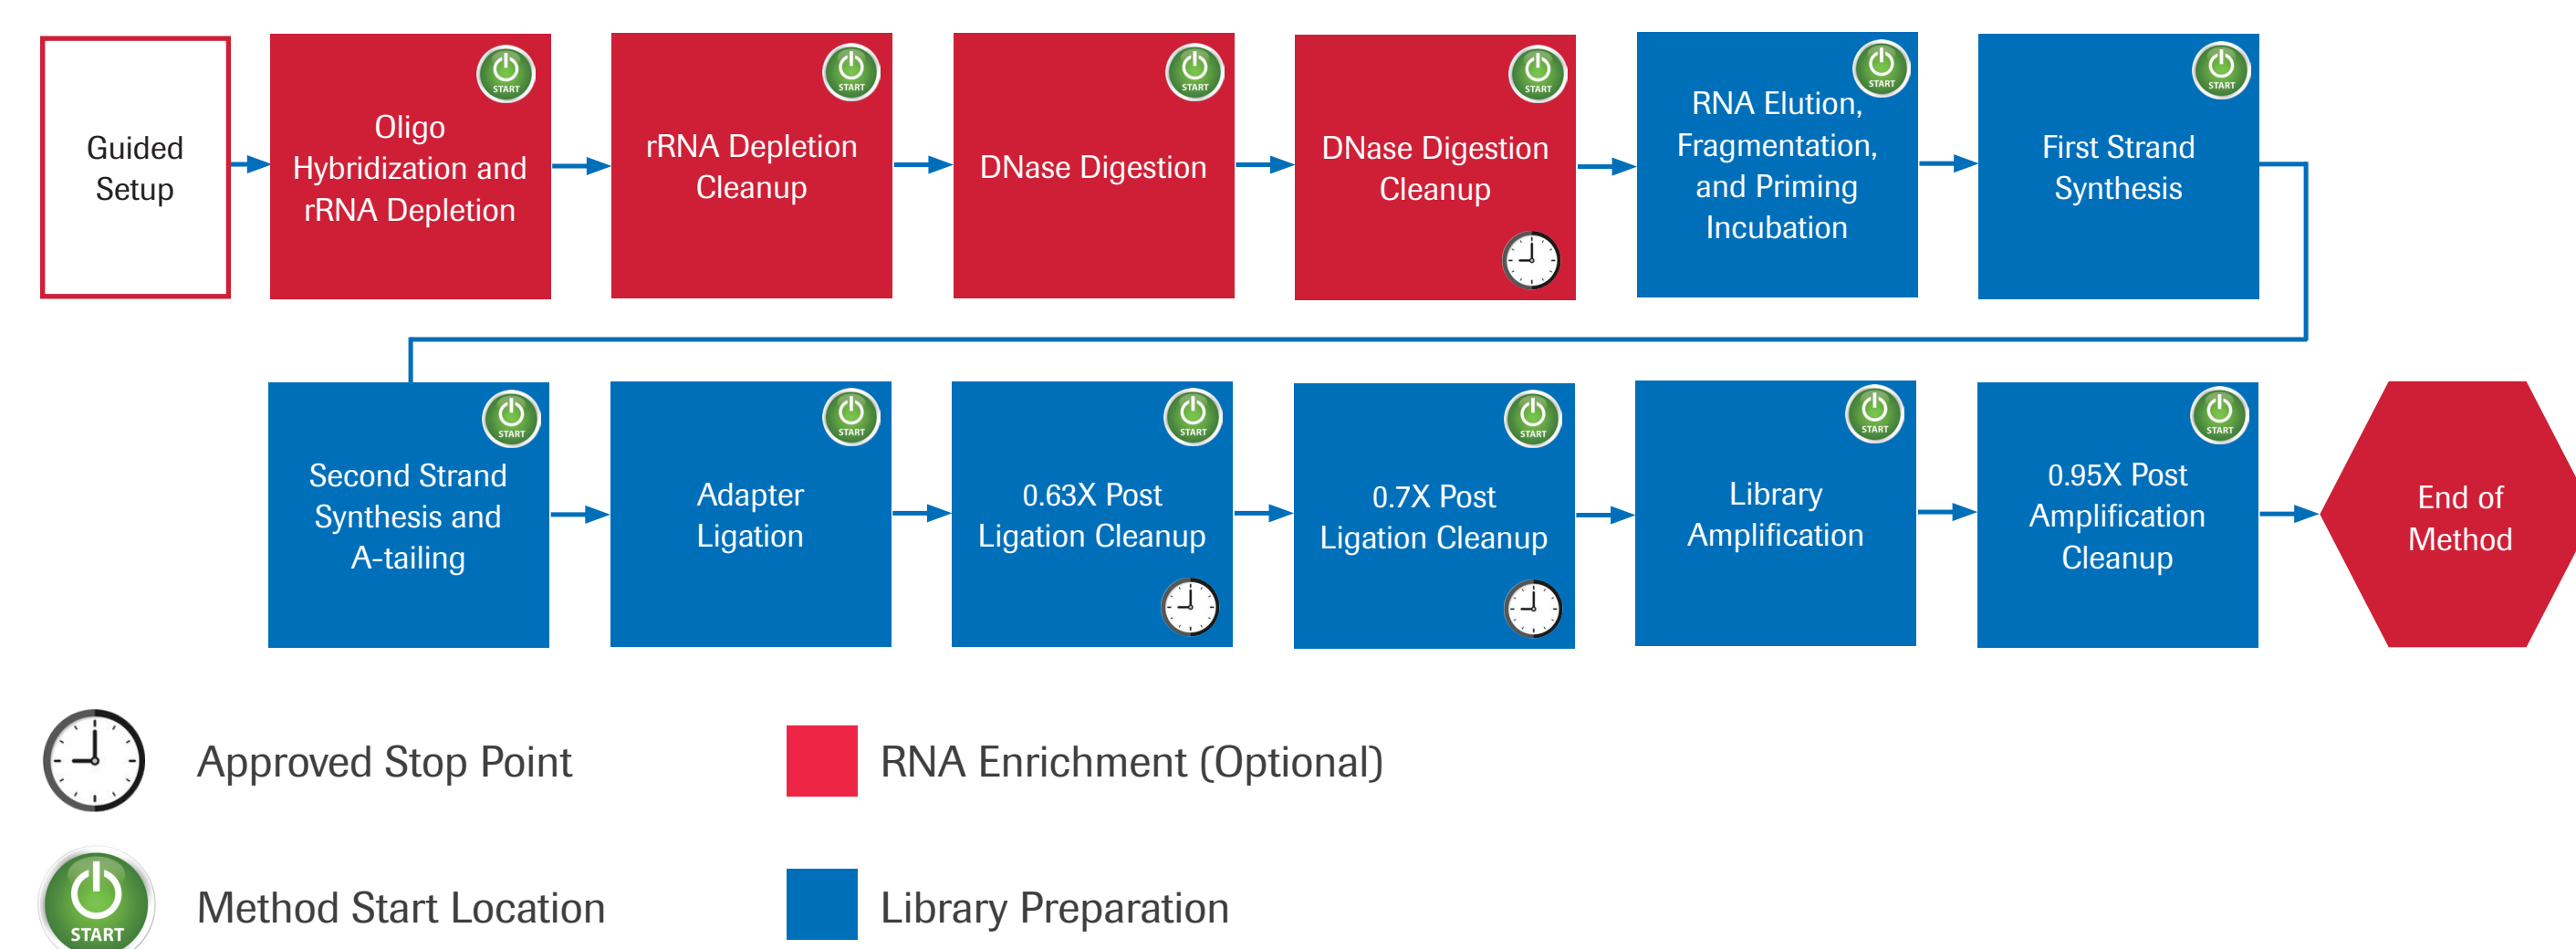 START
START
START
START
START
START
Guided
Setup
Oligo
Hybridization and
rRNA Depletion
rRNA Depletion
Cleanup
DNase Digestion
DNase Digestion
Cleanup
RNA Elution,
Fragmentation,
and Priming
Incubation
First Strand
Synthesis
START
START
START
START
START
START
Second Strand
Synthesis and
A-tailing
Adapter
Ligation
0.63X Post
Ligation Cleanup
0.7X Post
Ligation Cleanup
Library
Amplification
0.95X Post
Amplification
Cleanup
End of
Method
Approved Stop Point
RNA Enrichment (Optional)
START
Method Start Location
Library Preparation